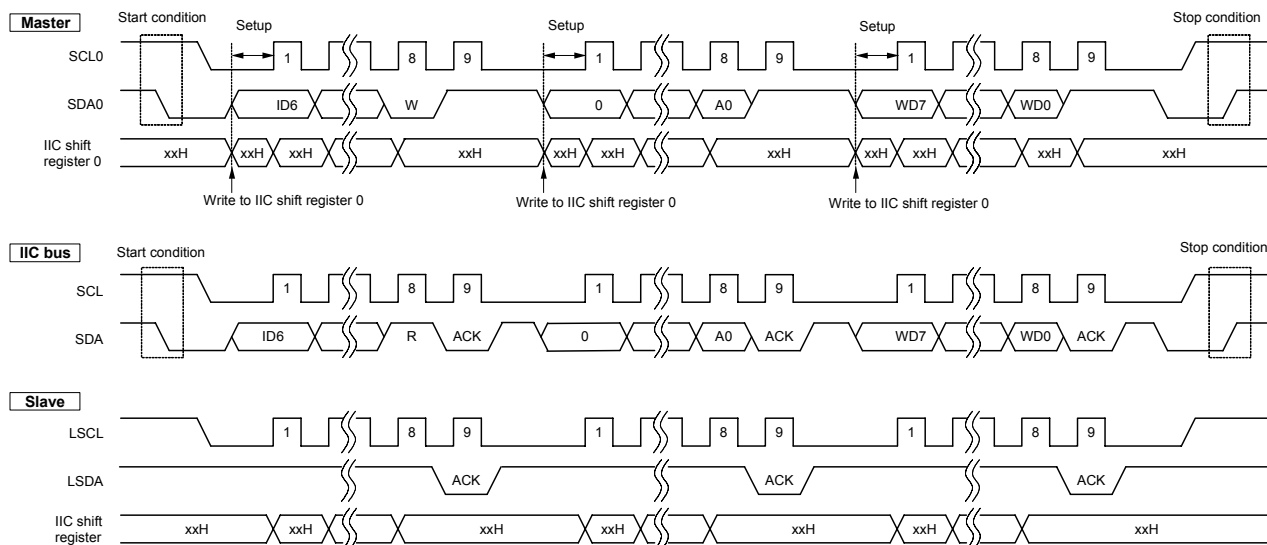 Master
Start condition
Setup
Setup
Setup
Stop condition
SCL0
1 8 9 1 8 9 1 8 9
SDA0
ID6 W 0 A0 WD7 WD0
IIC shift
register 0
xxH xxH xxH xxH xxH xxH xxH xxH xxH xxH xxH
Write to IIC shift register 0
Write to IIC shift register 0
Write to IIC shift register 0
IIC bus
Start condition
Stop condition
SCL
1 8 9 1 8 9 1 8 9
SDA
ID6 R ACK 0 A0 ACK WD7 WD0 ACK
Slave
LSCL
1 8 9 1 8 9 1 8 9
LSDA
ACK ACK ACK
IIC shift
register
xxH xxH xxH xxH xxH xxH xxH